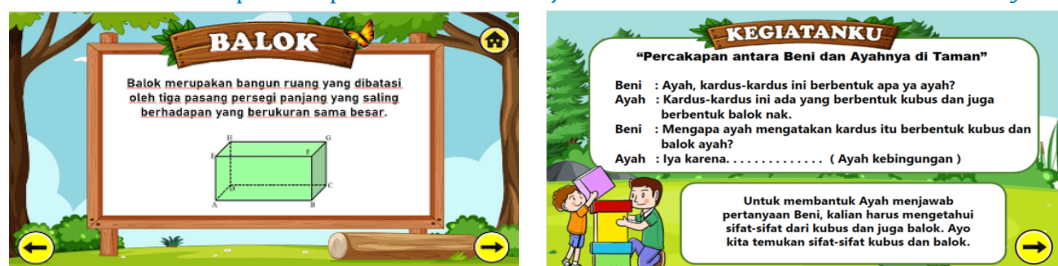 BALOK
Balok merupakan bangun ruang yang dibatasi
oleh tiga pasang persegi panjang yang saling
berhadapan yang berukuran sama besar.
H G
E F
D C
A B
KEGIATANKU
“Percakapan antara Beni dan Ayahnya di Taman”
Beni : Ayah, kardus-kardus ini berbentuk apa ya ayah?
Ayah : Kardus-kardus ini ada yang berbentuk kubus dan juga
berbentuk balok nak.
Beni : Mengapa ayah mengatakan kardus itu berbentuk kubus dan
balok ayah?
Ayah : Iya karena. . . . . . . . . . . . . . ( Ayah kebingungan )
Untuk membantuk Ayah menjawab
pertanyaan Beni, kalian harus mengetahui
sifat-sifat dari kubus dan juga balok. Ayo
kita temukan sifat-sifat kubus dan balok.